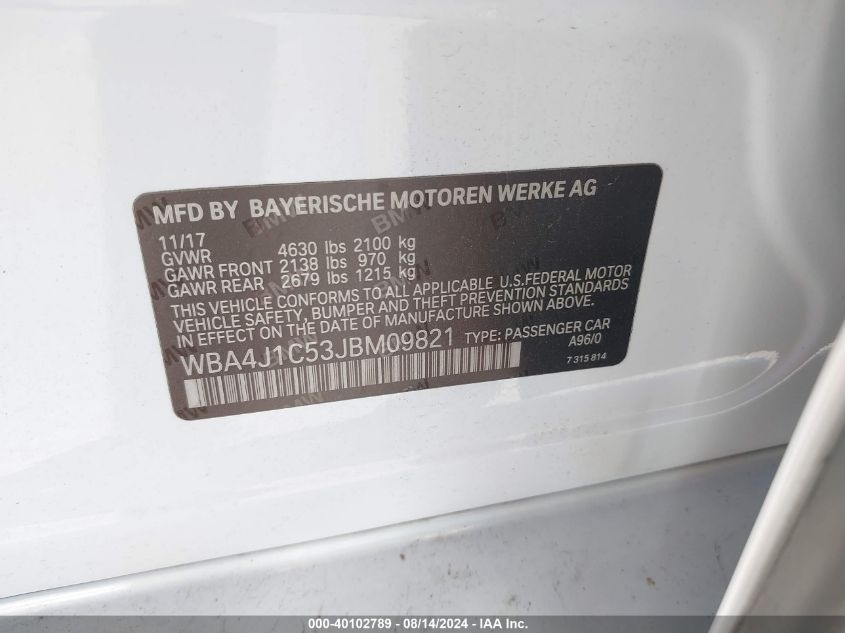 MFD BY BAYERISCHE MOTOREN WERKE AG
11/17
GVWR 4630 lbs 2100 kg
GAWR FRONT 2138 lbs 970 kg
GAWR REAR 2679 lbs 1215 kg
THIS VEHICLE CONFORMS TO ALL APPLICABLE U.S.FEDERAL MOTOR
VEHICLE SAFETY, BUMPER AND THEFT PREVENTION STANDARDS
IN EFFECT ON THE DATE OF MANUFACTURE SHOWN ABOVE.
WBA4J1C53JBM09821 TYPE: PASSENGER CAR
A96/0
7 315 814
000-40102789 - 08/14/2024 - IAA Inc.